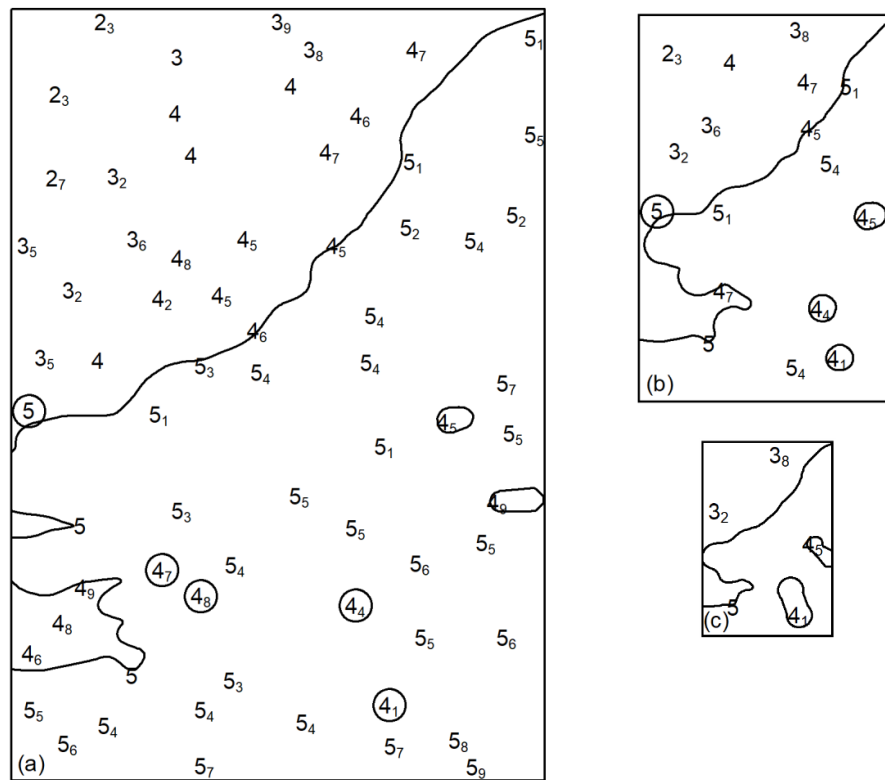 2₃ 3₉ 5₁
3 3₈ 4₇
2₃ 4
4 4₆ 5₅
4 4₇ 5₁
2₇ 3₂
5₂ 5₂
3₅ 3₆ 4₅ 4₅ 5₄
4₈
3₂ 4₂ 4₅
4₆ 5₄
3₅ 4 5₃ 5₄ 5₄
5₇
5 5₁ 4₅ 5₅
5₁
5₅ 4₉
5 5₃ 5₅ 5₅
4₇ 5₄ 5₆
4₉ 4₈ 4₄
4₈ 5₅ 5₆
4₆
5 5₃
5₅ 5₄ 4₁
5₄ 5₄
5₆ 5₇ 5₈
(a) 5₇ 5₉
3₈
2₃ 4
4₇ 5₁
3₆ 4₅
3₂ 5₄
5 5₁ 4₅
4₇ 4₄
5 4₁
5₄
(b)
3₈
3₂
4₅
5 4₁
(c)